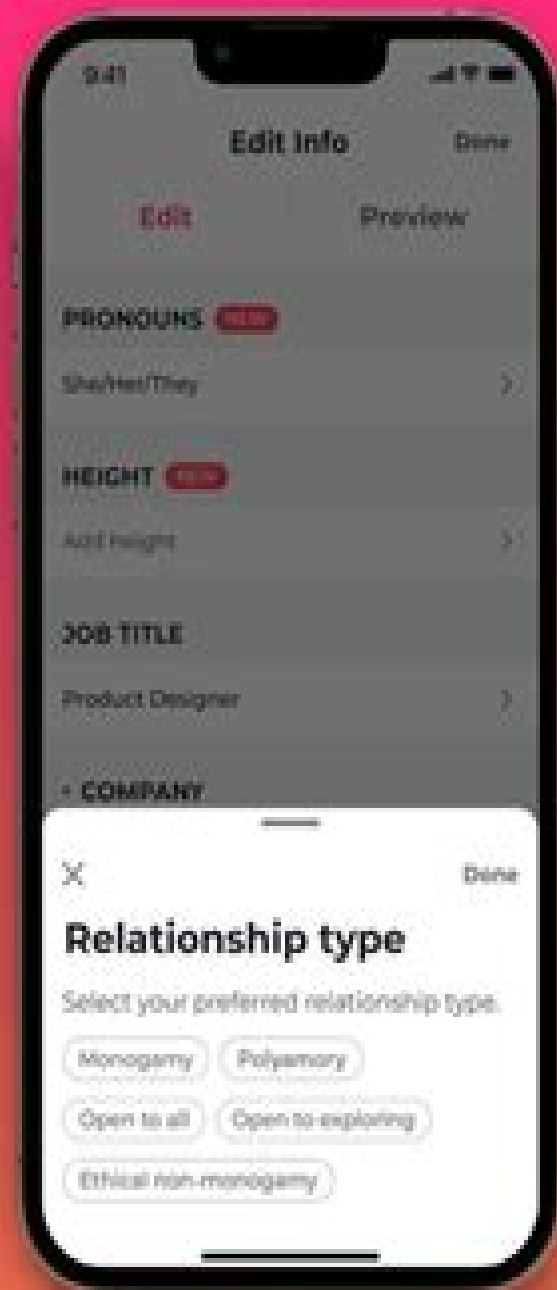 9:41
Edit Info Done
Edit Preview
PRONOUNS NEW
She/Her/They
HEIGHT NEW
Add height
JOB TITLE
Product Designer
COMPANY
Done
Relationship type
Select your preferred relationship type.
Monogamy Polyamory
Open to all Open to exploring
Ethical non-monogamy